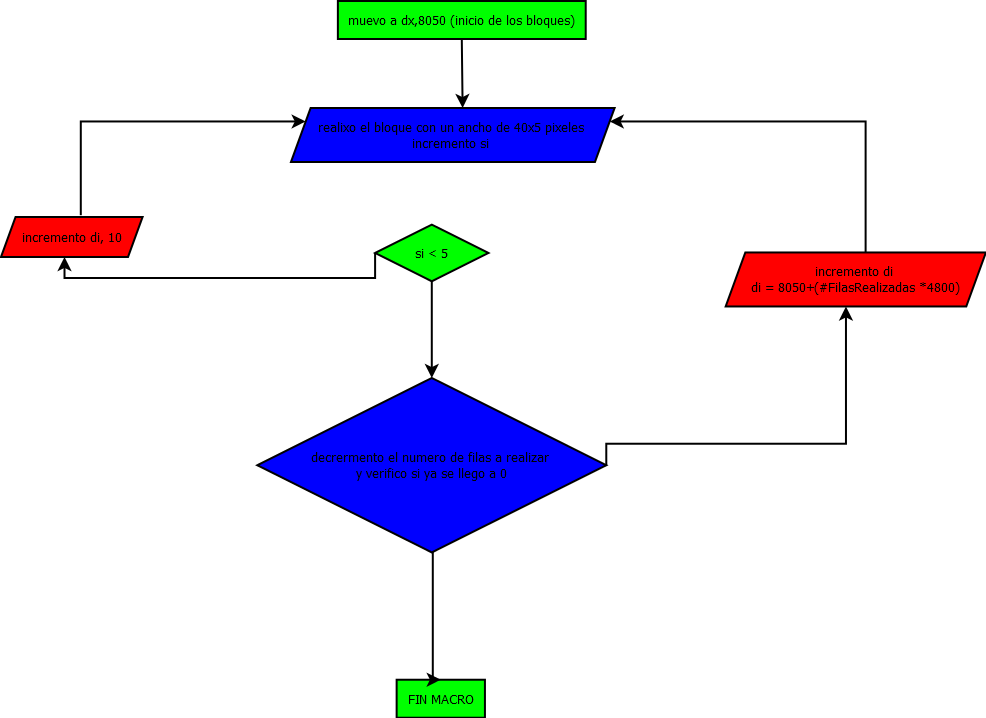 muevo a dx,8050 (inicio de los bloques)
realixo el bloque con un ancho de 40x5 pixeles
incremento si
incremento di, 10
si < 5
incremento di
di = 8050+(#FilasRealizadas *4800)
decrermento el numero de filas a realizar
y verifico si ya se llego a 0
FIN MACRO